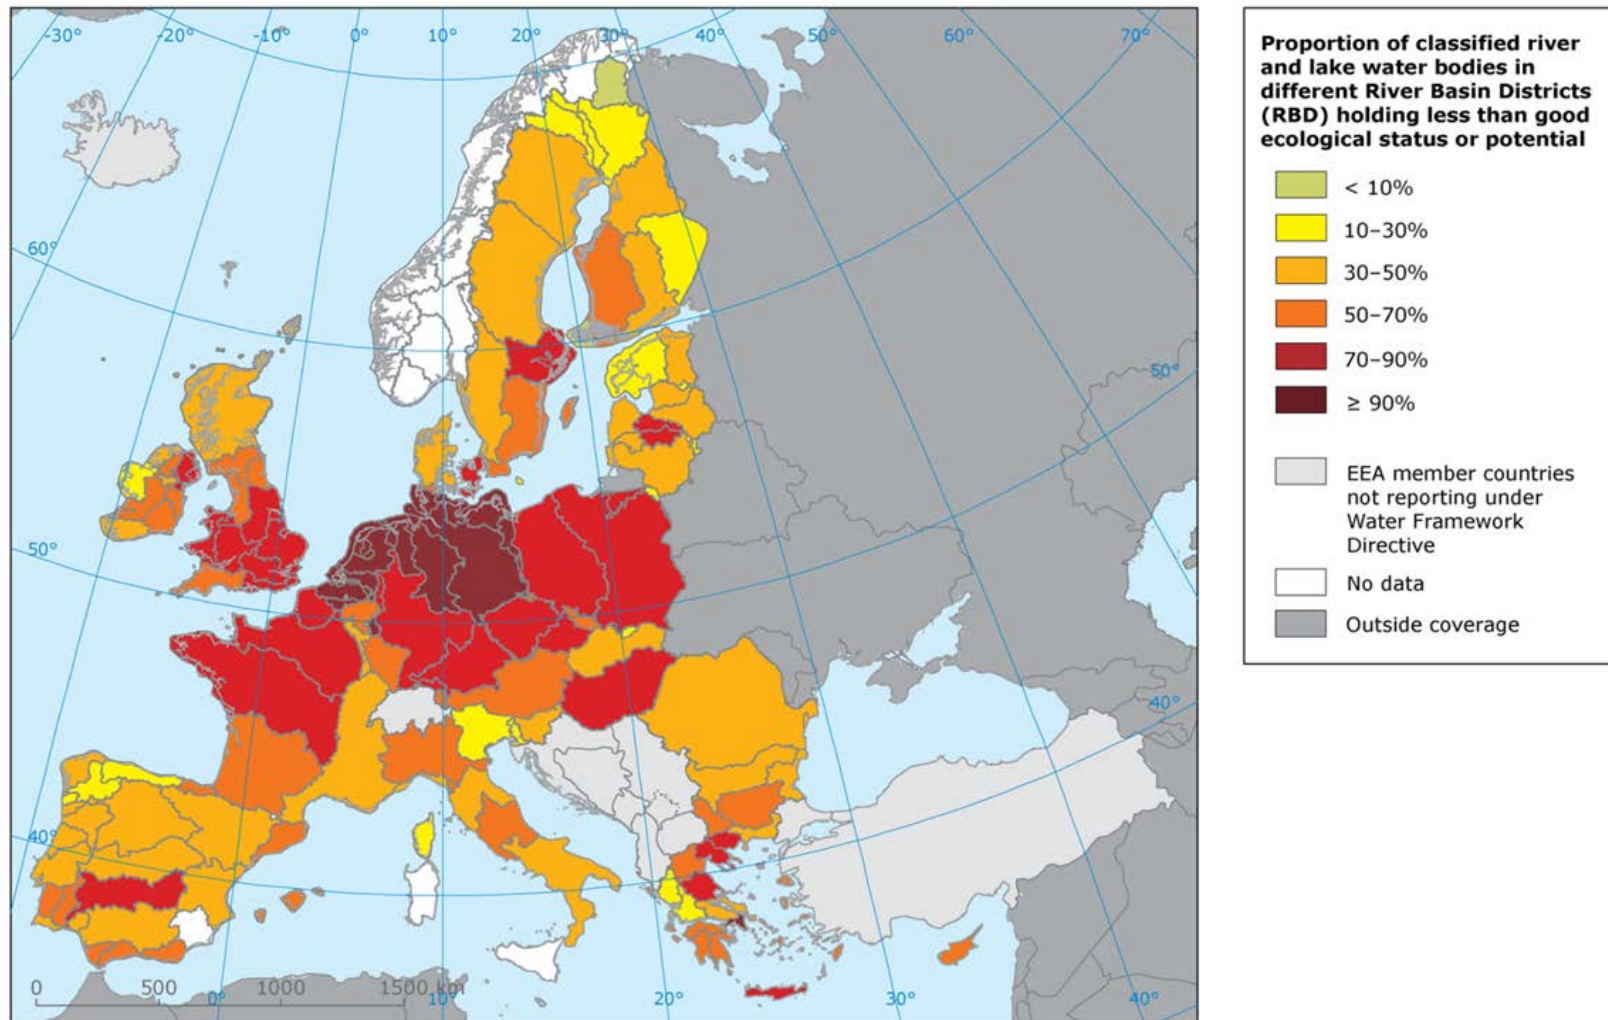 -30°
-20°
-10°
0°
10°
20°
30°
40°
60°
70°
60°
50°
50°
40°
40°
0
500
1000
1500 km
0°
10°
20°
30°
40°
Proportion of classified river
and lake water bodies in
different River Basin Districts
(RBD) holding less than good
ecological status or potential
< 10%
10–30%
30–50%
50–70%
70–90%
≥ 90%
EEA member countries
not reporting under
Water Framework
Directive
No data
Outside coverage